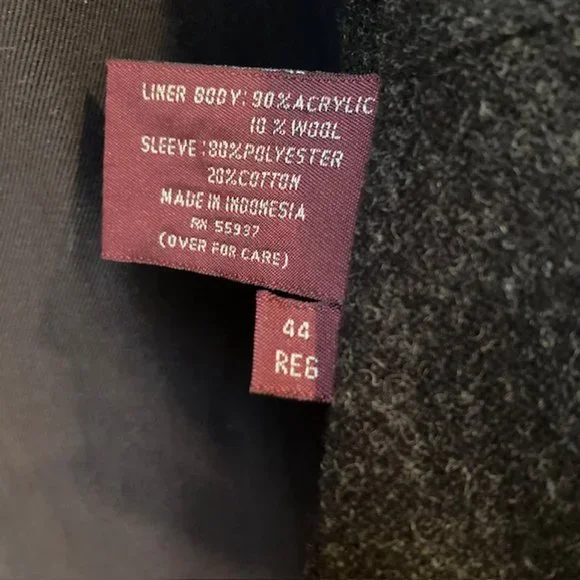 LINER BODY: 90%ACRYLIC
10 %WOOL
SLEEVE :80%POLYESTER
20%COTTON
MADE IN INDONESIA
RN 55937
(OVER FOR CARE)
44
REG